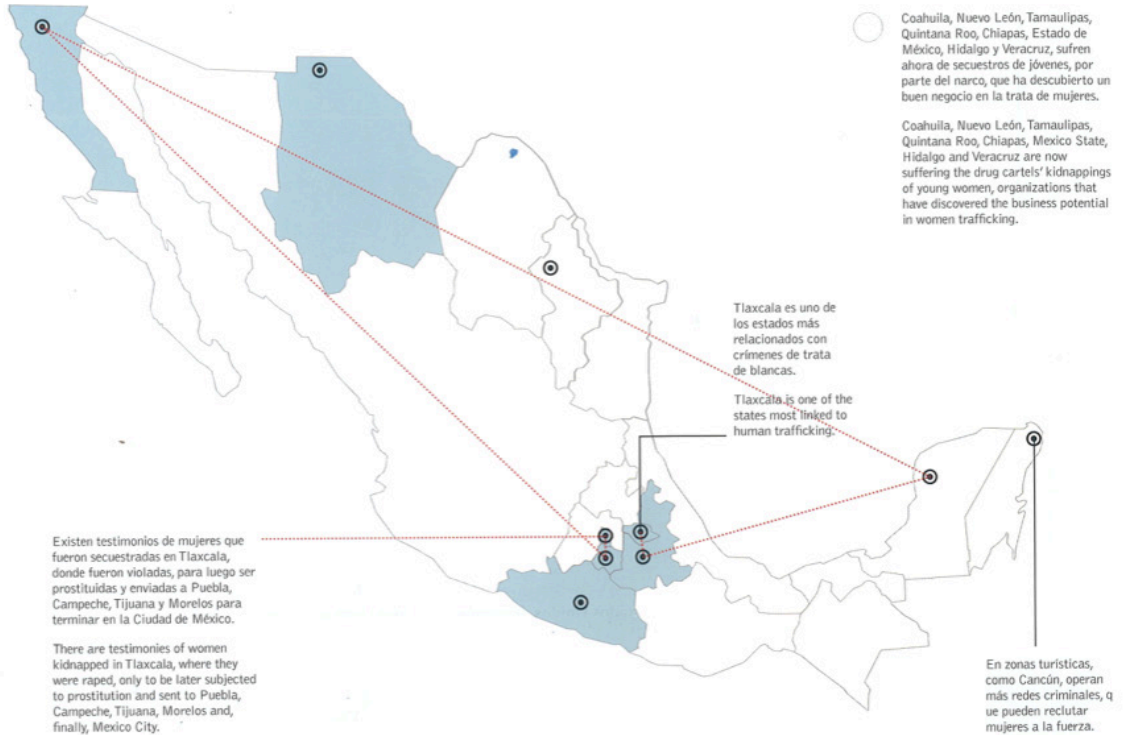 Coahuila, Nuevo León, Tamaulipas,
Quintana Roo, Chiapas, Estado de
México, Hidalgo y Veracruz, sufren
ahora de secuestros de jóvenes, por
parte del narco, que ha descubierto un
buen negocio en la trata de mujeres.
Coahuila, Nuevo León, Tamaulipas,
Quintana Roo, Chiapas, Mexico State,
Hidalgo and Veracruz are now
suffering the drug cartels' kidnappings
of young women, organizations that
have discovered the business potential
in women trafficking.
Tlaxcala es uno de
los estados más
relacionados con
crímenes de trata
de blancas.
Tlaxcala is one of the
states most linked to
human trafficking.
Existen testimonios de mujeres que
fueron secuestradas en Tlaxcala,
donde fueron violadas, para luego ser
prostituidas y enviadas a Puebla,
Campeche, Tijuana y Morelos para
terminar en la Ciudad de México.
There are testimonies of women
kidnapped in Tlaxcala, where they
were raped, only to be later subjected
to prostitution and sent to Puebla,
Campeche, Tijuana, Morelos and,
finally, Mexico City.
En zonas turísticas,
como Cancún, operan
más redes criminales, q
ue pueden reclutar
mujeres a la fuerza.